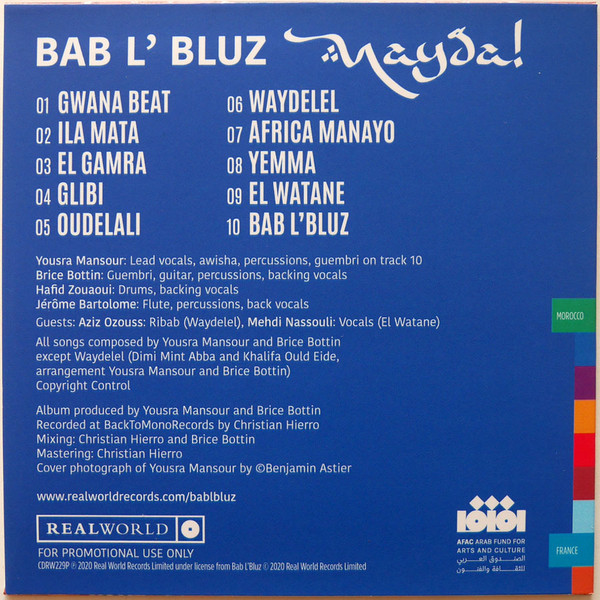 BAB L' BLUZ Nayda!
01 GWANA BEAT
02 ILA MATA
03 EL GAMRA
04 GLIBI
05 OUDELALI
06 WAYDELEL
07 AFRICA MANAYO
08 YEMMA
09 EL WATANE
10 BAB L'BLUZ
Yousra Mansour: Lead vocals, awisha, percussions, guembri on track 10
Brice Bottin: Guembri, guitar, percussions, backing vocals
Hafid Zouaoui: Drums, backing vocals
Jérôme Bartolome: Flute, percussions, back vocals
Guests: Aziz Ozouss: Ribab (Waydelel), Mehdi Nassouli: Vocals (El Watane)
All songs composed by Yousra Mansour and Brice Bottin
except Waydelel (Dimi Mint Abba and Khalifa Ould Eide,
arrangement Yousra Mansour and Brice Bottin)
Copyright Control
Album produced by Yousra Mansour and Brice Bottin
Recorded at BackToMonoRecords by Christian Hierro
Mixing: Christian Hierro and Brice Bottin
Mastering: Christian Hierro
Cover photograph of Yousra Mansour by ©Benjamin Astier
www.realworldrecords.com/bablbluz
REALWORLD
FOR PROMOTIONAL USE ONLY
CDRW229P ℗ 2020 Real World Records Limited under license from Bab L'Bluz © 2020 Real World Records Limited
MOROCCO
AFAC ARAB FUND FOR
ARTS AND CULTURE
الصندوق العربي
للثقافة والفنون
FRANCE